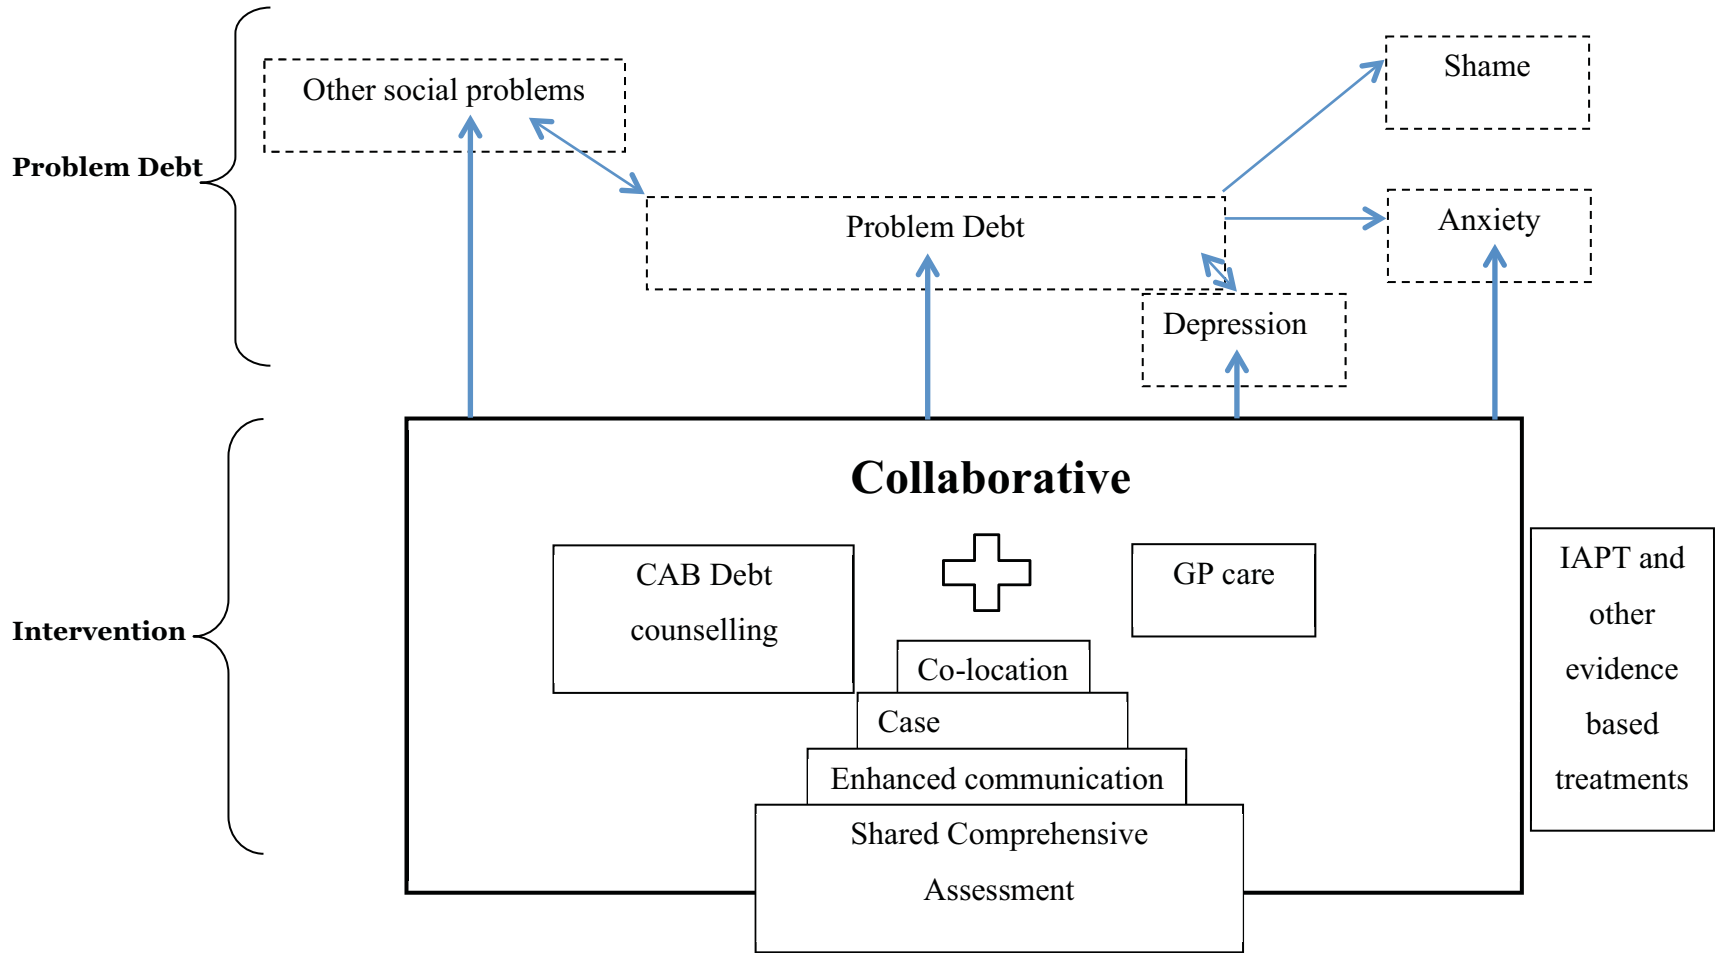 Other social problems
Shame
Problem Debt
Problem Debt
Anxiety
Depression
Collaborative
Intervention
CAB Debt
counselling
GP care
IAPT and
other
evidence
based
treatments
Co-location
Case
Enhanced communication
Shared Comprehensive
Assessment